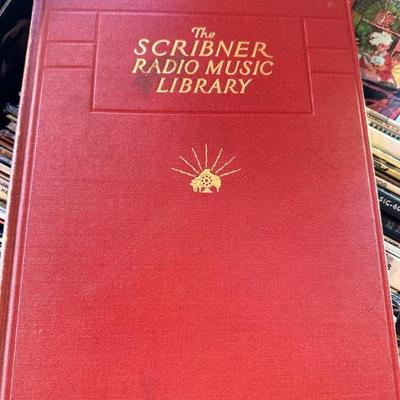 The
SCRIBNER
RADIO MUSIC
LIBRARY